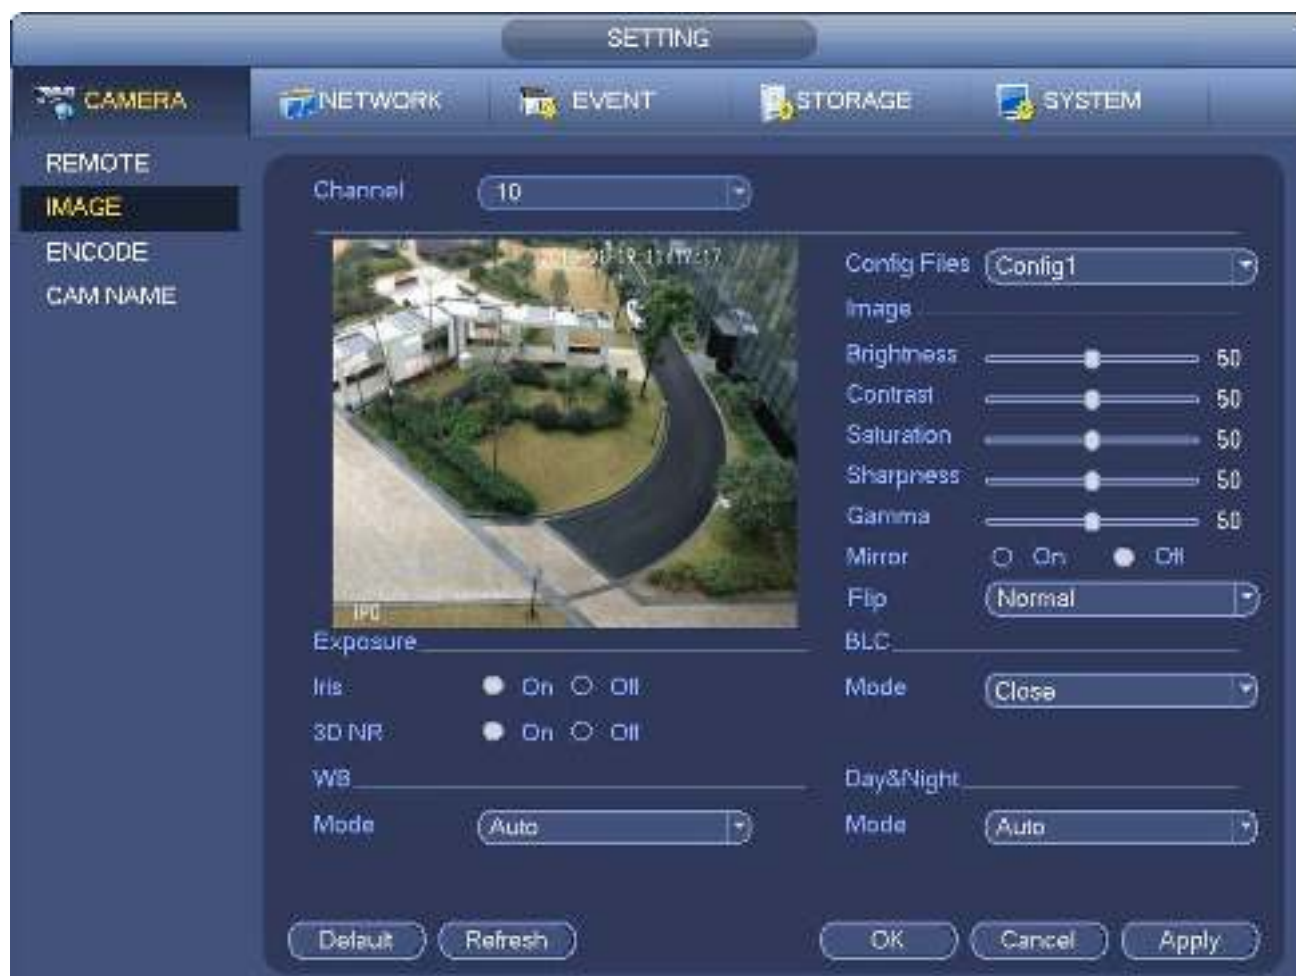 SETTING
CAMERA NETWORK EVENT STORAGE SYSTEM
REMOTE
IMAGE
ENCODE
CAM NAME
Channel 10
Config Files Config1
Image
Brightness 50
Contrast 50
Saturation 50
Sharpness 50
Gamma 50
Mirror On Off
Flip Normal
IPC
Exposure
BLC
Iris On Off
Mode Close
3D NR On Off
WB
Day&Night
Mode Auto
Mode Auto
Default Refresh OK Cancel Apply